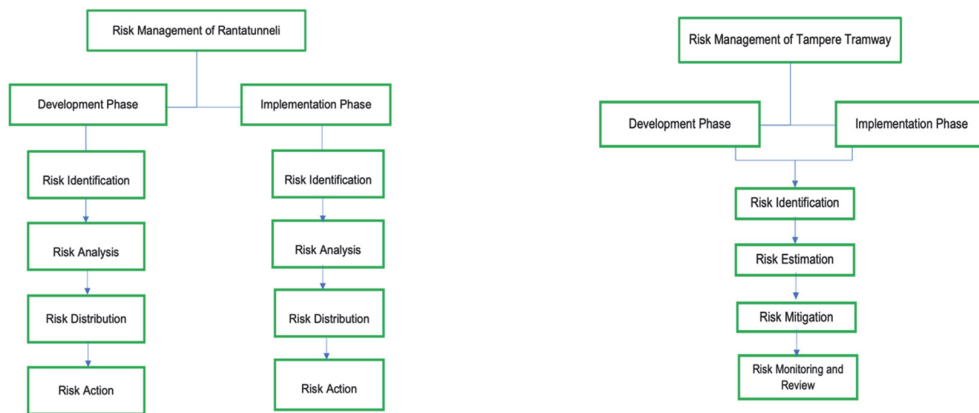 Risk Management of Rantatunneli
Development Phase
Implementation Phase
Risk Identification
Risk Analysis
Risk Distribution
Risk Action
Risk Identification
Risk Analysis
Risk Distribution
Risk Action
Risk Management of Tampere Tramway
Development Phase
Implementation Phase
Risk Identification
Risk Estimation
Risk Mitigation
Risk Monitoring and
Review